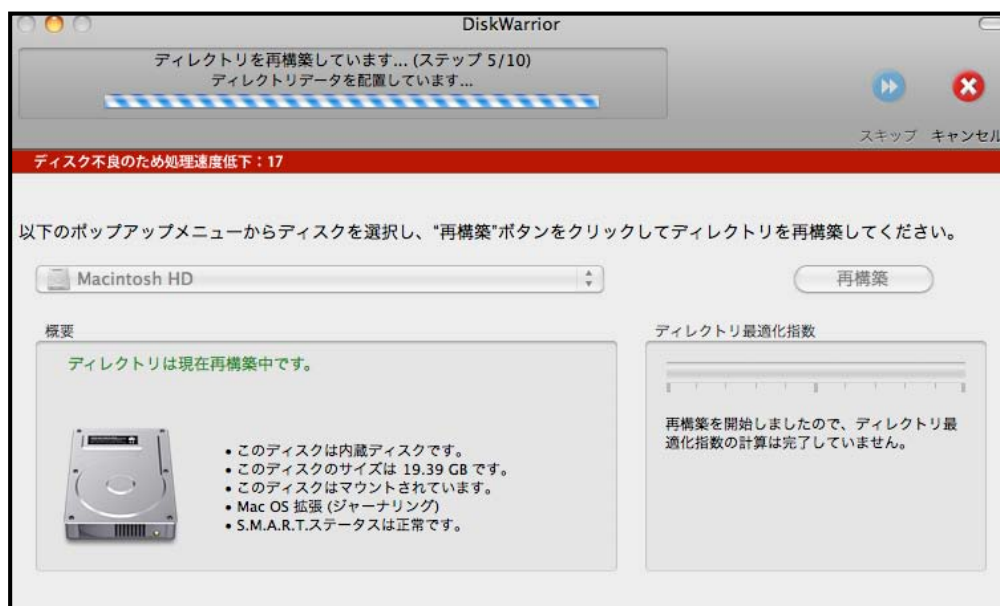 DiskWarrior
ディレクトリを再構築しています... (ステップ 5/10)
ディレクトリデータを配置しています...
スキップ キャンセル
ディスク不良のため処理速度低下：17
以下のポップアップメニューからディスクを選択し、“再構築”ボタンをクリックしてディレクトリを再構築してください。
Macintosh HD
再構築
概要
ディレクトリは現在再構築中です。
• このディスクは内蔵ディスクです。
• このディスクのサイズは 19.39 GB です。
• このディスクはマウントされています。
• Mac OS 拡張 (ジャーナリング)
• S.M.A.R.T.ステータスは正常です。
ディレクトリ最適化指数
再構築を開始しましたので、ディレクトリ最
適化指数の計算は完了していません。